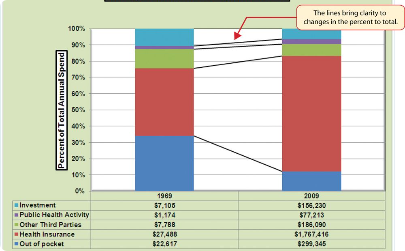 The lines bring clarity to
changes in the percent to total.
Percent of Total Annual Spend
100%
90%
80%
70%
60%
50%
40%
30%
20%
10%
0%
1969 2009
Investment $7,105 $156,230
Public Health Activity $1,174 $77,213
Other Third Parties $7,788 $186,090
Health Insurance $27,488 $1,767,416
Out of pocket $22,617 $299,345